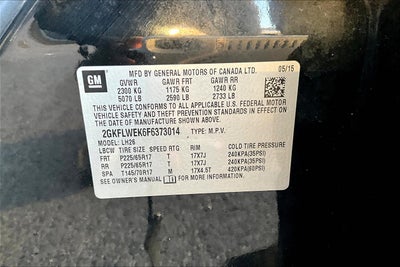 GM
MFD BY GENERAL MOTORS OF CANADA LTD. 05/15
GVWR GAWR FRT GAWR RR
2300 KG 1175 KG 1240 KG
5070 LB 2590 LB 2733 LB
THIS VEHICLE CONFORMS TO ALL APPLICABLE U.S. FEDERAL MOTOR
VEHICLE SAFETY, BUMPER, AND THEFT PREVENTION STANDARDS IN EFFECT
ON THE DATE OF MANUFACTURE SHOWN ABOVE.
2GKFLWEK6F6373014 TYPE: M.P.V.
MODEL: LH26
LBCW TIRE SIZE SPEED RTG RIM COLD TIRE PRESSURE
FRT P225/65R17 T 17X7J 240KPA(35PSI)
RR P225/65R17 T 17X7J 240KPA(35PSI)
SPA T145/70R17 M 17X4.5T 420KPA(60PSI)
SEE OWNER'S MANUAL FOR ADDITIONAL INFORMATION.